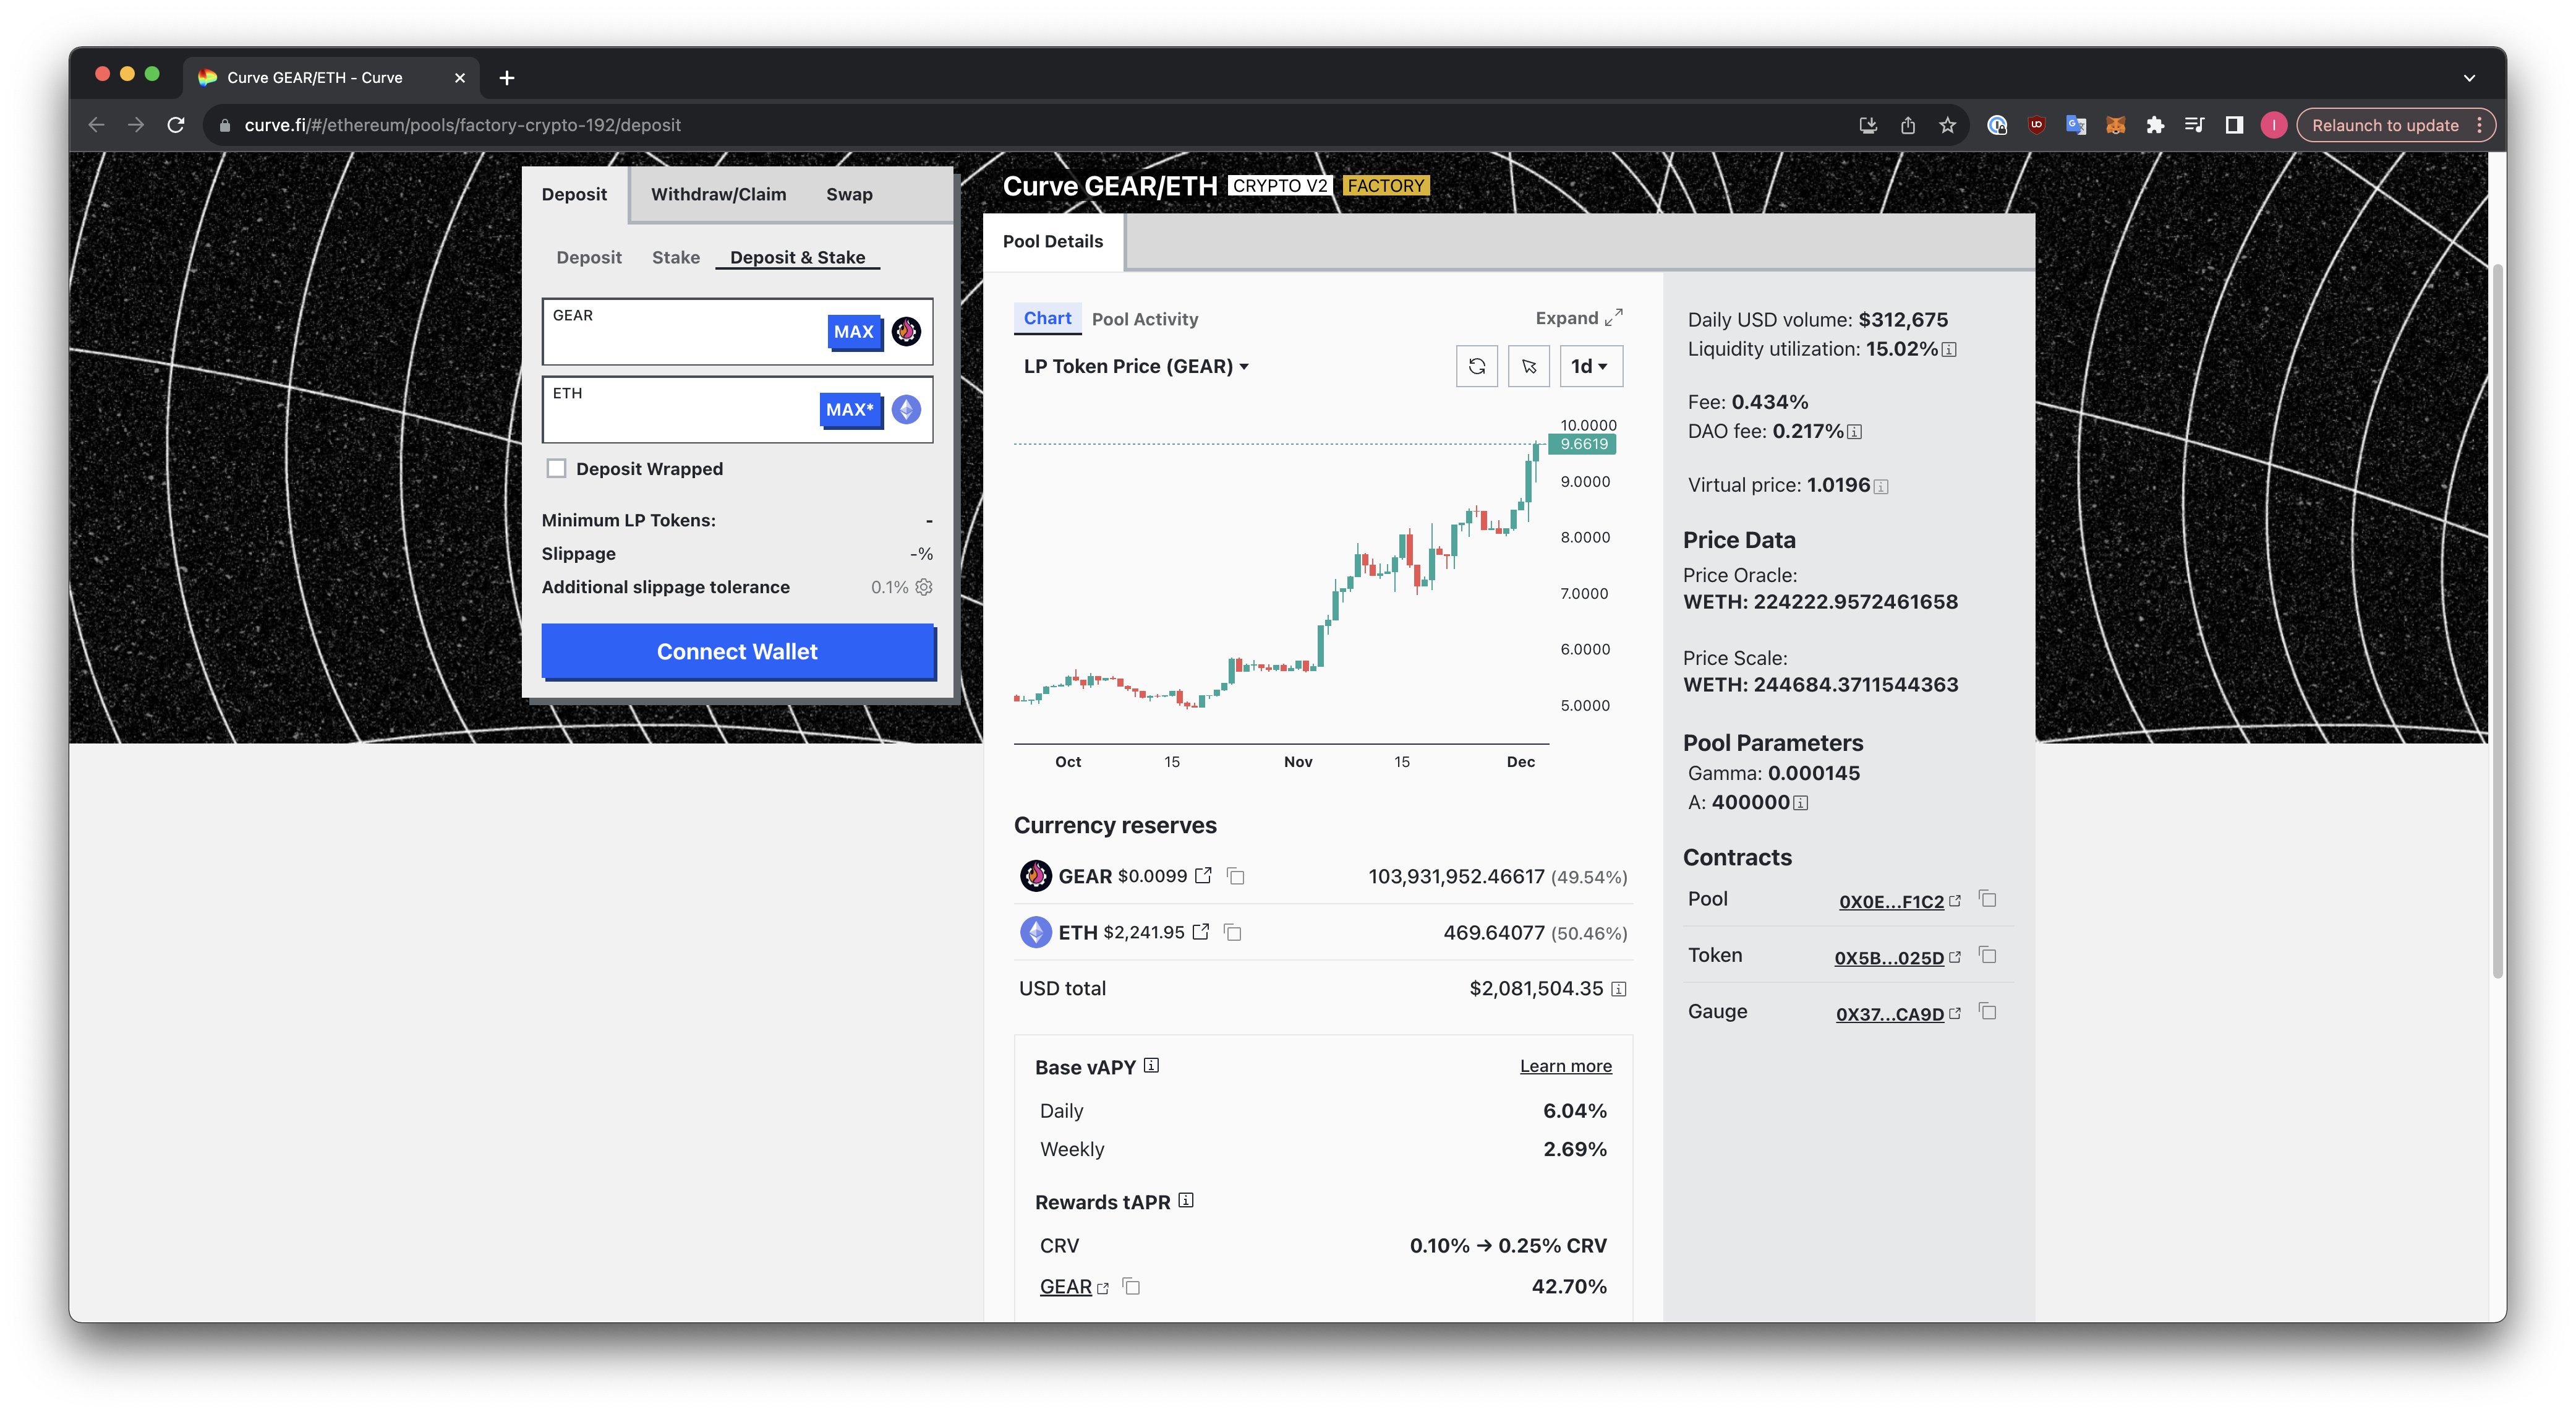 Curve GEAR/ETH - Curve
curve.fi/#/ethereum/pools/factory-crypto-192/deposit
I
Relaunch to update
Deposit
Withdraw/Claim
Swap
Deposit
Stake
Deposit & Stake
GEAR
MAX
ETH
MAX*
Deposit Wrapped
Minimum LP Tokens: -
Slippage -%
Additional slippage tolerance 0.1%
Connect Wallet
Curve GEAR/ETH CRYPTO V2 FACTORY
Pool Details
Chart Pool Activity Expand
LP Token Price (GEAR) 1d
10.0000
9.6619
9.0000
8.0000
7.0000
6.0000
5.0000
Oct 15 Nov 15 Dec
Currency reserves
GEAR $0.0099 103,931,952.46617 (49.54%)
ETH $2,241.95 469.64077 (50.46%)
USD total $2,081,504.35
Base vAPY Learn more
Daily 6.04%
Weekly 2.69%
Rewards tAPR
CRV 0.10% → 0.25% CRV
GEAR 42.70%
Daily USD volume: $312,675
Liquidity utilization: 15.02%
Fee: 0.434%
DAO fee: 0.217%
Virtual price: 1.0196
Price Data
Price Oracle:
WETH: 224222.9572461658
Price Scale:
WETH: 244684.3711544363
Pool Parameters
Gamma: 0.000145
A: 400000
Contracts
Pool 0X0E...F1C2
Token 0X5B...025D
Gauge 0X37...CA9D